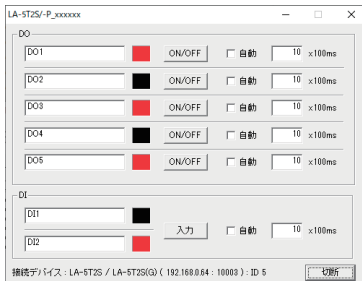 LA-5T2S/-P_xxxxxx
DO
DO1 ON/OFF 自動 10 x100ms
DO2 ON/OFF 自動 10 x100ms
DO3 ON/OFF 自動 10 x100ms
DO4 ON/OFF 自動 10 x100ms
DO5 ON/OFF 自動 10 x100ms
DI
DI1
入力 自動 10 x100ms
DI2
接続デバイス : LA-5T2S / LA-5T2S(G) ( 192.168.0.64 : 10003 ) : ID 5 切断